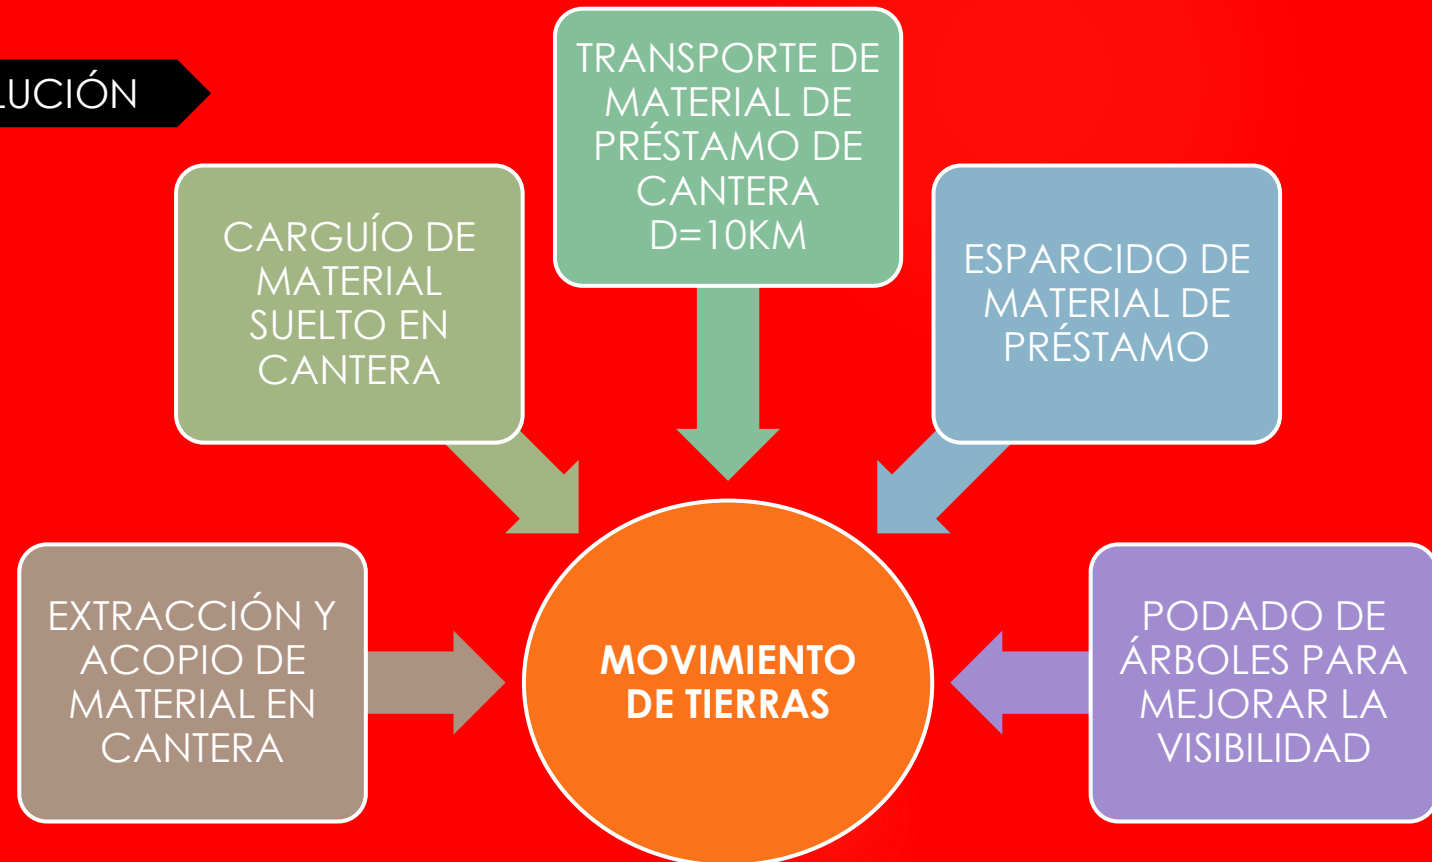 LUCIÓN
TRANSPORTE DE
MATERIAL DE
PRÉSTAMO DE
CANTERA
D=10KM
CARGUÍO DE
MATERIAL
SUELTO EN
CANTERA
ESPARCIDO DE
MATERIAL DE
PRÉSTAMO
EXTRACCIÓN Y
ACOPIO DE
MATERIAL EN
CANTERA
MOVIMIENTO
DE TIERRAS
PODADO DE
ÁRBOLES PARA
MEJORAR LA
VISIBILIDAD